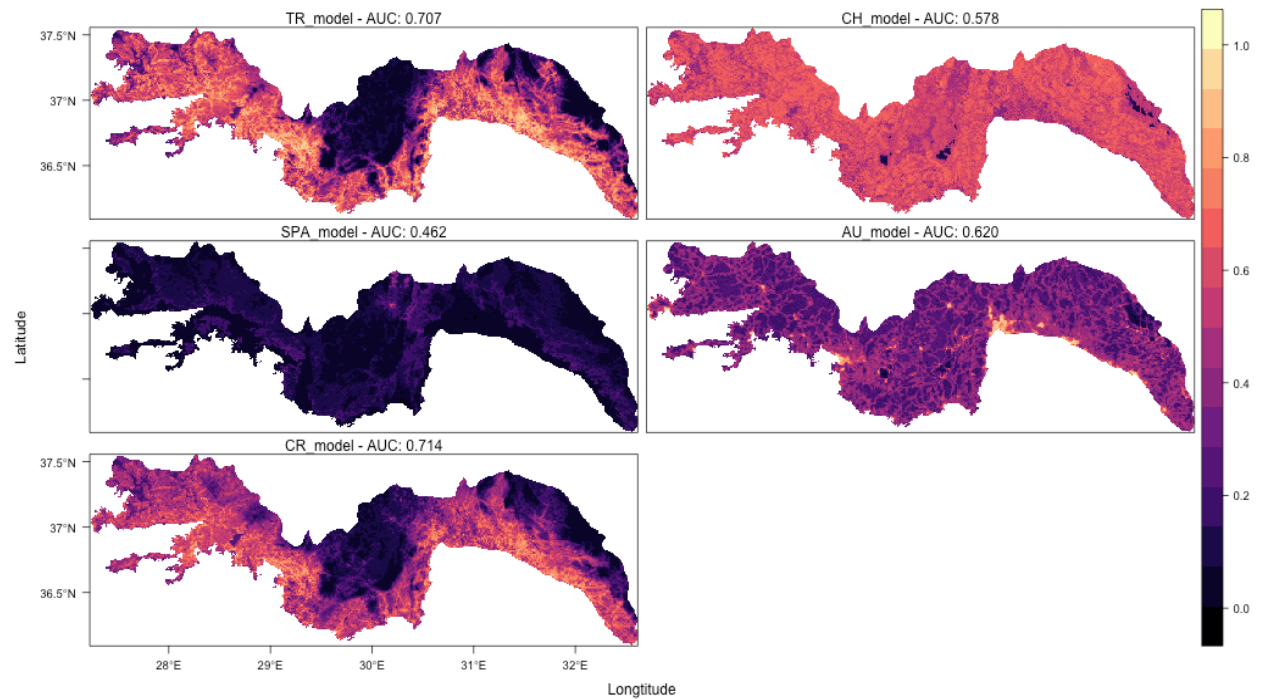 TR_model - AUC: 0.707
CH_model - AUC: 0.578
37.5°N
37°N
36.5°N
SPA_model - AUC: 0.462
AU_model - AUC: 0.620
CR_model - AUC: 0.714
37.5°N
37°N
36.5°N
28°E 29°E 30°E 31°E 32°E
Latitude
Longtitude
1.0
0.8
0.6
0.4
0.2
0.0